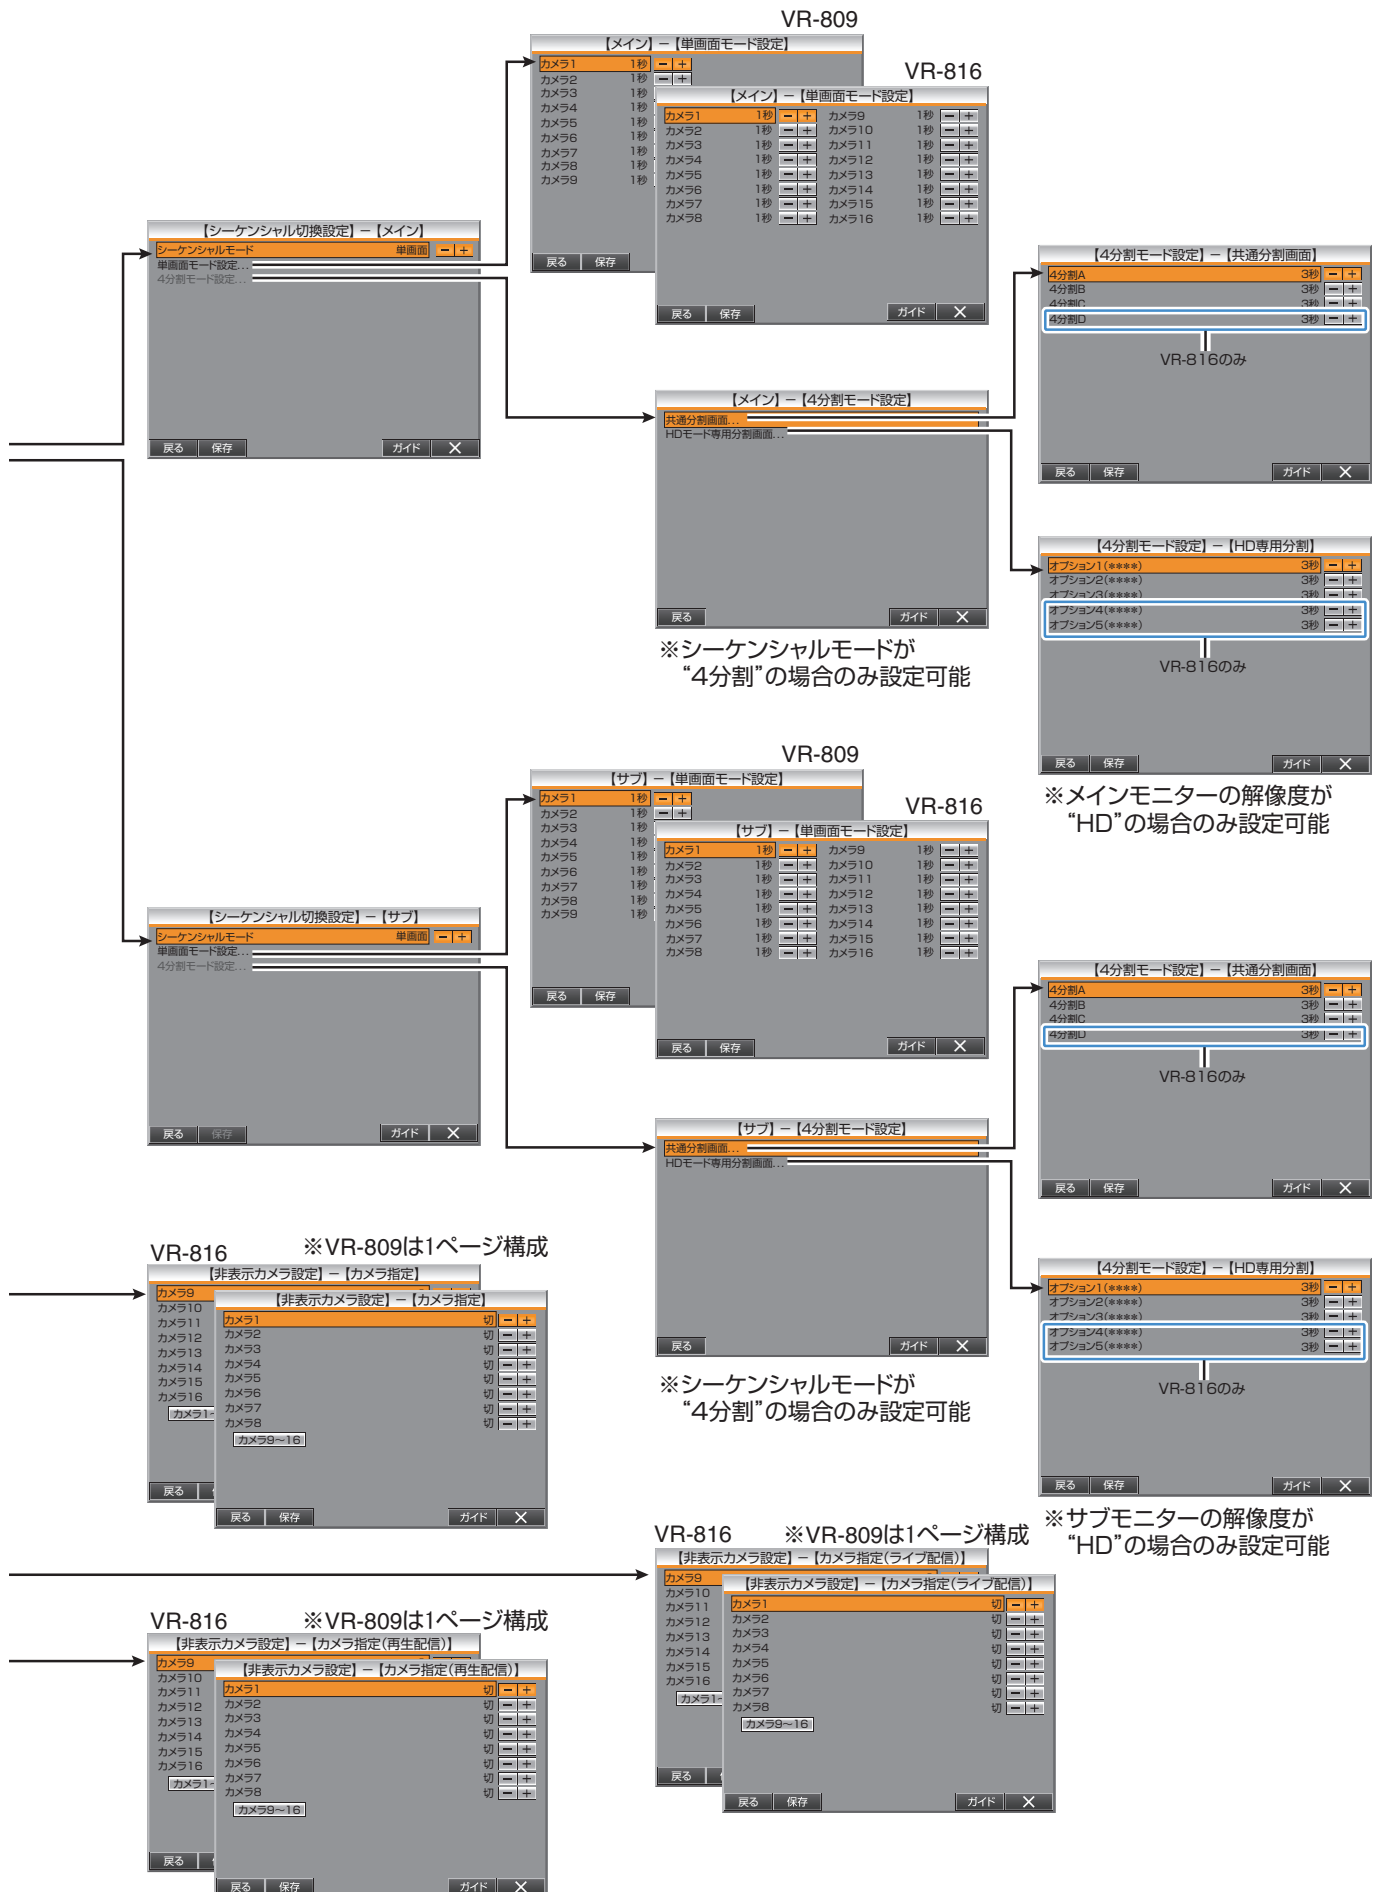 VR-809
【メイン】－【単画面モード設定】
カメラ1 1秒 － ＋
カメラ2 1秒 － ＋
カメラ3 1秒
カメラ4 1秒
カメラ5 1秒
カメラ6 1秒
カメラ7 1秒
カメラ8 1秒
カメラ9 1秒
戻る 保存
VR-816
【メイン】－【単画面モード設定】
カメラ1 1秒 － ＋ カメラ9 1秒 － ＋
カメラ2 1秒 － ＋ カメラ10 1秒 － ＋
カメラ3 1秒 － ＋ カメラ11 1秒 － ＋
カメラ4 1秒 － ＋ カメラ12 1秒 － ＋
カメラ5 1秒 － ＋ カメラ13 1秒 － ＋
カメラ6 1秒 － ＋ カメラ14 1秒 － ＋
カメラ7 1秒 － ＋ カメラ15 1秒 － ＋
カメラ8 1秒 － ＋ カメラ16 1秒 － ＋
戻る 保存 ガイド ×
【シーケンシャル切換設定】－【メイン】
シーケンシャルモード 単画面 － ＋
単画面モード設定...
4分割モード設定...
戻る 保存 ガイド ×
【4分割モード設定】－【共通分割画面】
4分割A 3秒 － ＋
4分割B 3秒 － ＋
4分割C 3秒 － ＋
4分割D 3秒 － ＋
VR-816のみ
戻る 保存 ガイド ×
【メイン】－【4分割モード設定】
共通分割画面...
HDモード専用分割画面...
戻る ガイド ×
※シーケンシャルモードが
“4分割”の場合のみ設定可能
【4分割モード設定】－【HD専用分割】
オプション1(****) 3秒 － ＋
オプション2(****) 3秒 － ＋
オプション3(****) 3秒 － ＋
オプション4(****) 3秒 － ＋
オプション5(****) 3秒 － ＋
VR-816のみ
戻る 保存 ガイド ×
※メインモニターの解像度が
“HD”の場合のみ設定可能
VR-809
【サブ】－【単画面モード設定】
カメラ1 1秒 － ＋
カメラ2 1秒 － ＋
カメラ3 1秒
カメラ4 1秒
カメラ5 1秒
カメラ6 1秒
カメラ7 1秒
カメラ8 1秒
カメラ9 1秒
戻る 保存
VR-816
【サブ】－【単画面モード設定】
カメラ1 1秒 － ＋ カメラ9 1秒 － ＋
カメラ2 1秒 － ＋ カメラ10 1秒 － ＋
カメラ3 1秒 － ＋ カメラ11 1秒 － ＋
カメラ4 1秒 － ＋ カメラ12 1秒 － ＋
カメラ5 1秒 － ＋ カメラ13 1秒 － ＋
カメラ6 1秒 － ＋ カメラ14 1秒 － ＋
カメラ7 1秒 － ＋ カメラ15 1秒 － ＋
カメラ8 1秒 － ＋ カメラ16 1秒 － ＋
戻る 保存 ガイド ×
【シーケンシャル切換設定】－【サブ】
シーケンシャルモード 単画面 － ＋
単画面モード設定...
4分割モード設定...
戻る 保存 ガイド ×
【4分割モード設定】－【共通分割画面】
4分割A 3秒 － ＋
4分割B 3秒 － ＋
4分割C 3秒 － ＋
4分割D 3秒 － ＋
VR-816のみ
戻る 保存 ガイド ×
【サブ】－【4分割モード設定】
共通分割画面...
HDモード専用分割画面...
戻る ガイド ×
※シーケンシャルモードが
“4分割”の場合のみ設定可能
【4分割モード設定】－【HD専用分割】
オプション1(****) 3秒 － ＋
オプション2(****) 3秒 － ＋
オプション3(****) 3秒 － ＋
オプション4(****) 3秒 － ＋
オプション5(****) 3秒 － ＋
VR-816のみ
戻る 保存 ガイド ×
※サブモニターの解像度が
“HD”の場合のみ設定可能
VR-816 ※VR-809は1ページ構成
【非表示カメラ設定】－【カメラ指定】
カメラ9
カメラ10
カメラ11
カメラ12
カメラ13
カメラ14
カメラ15
カメラ16
カメラ1~
戻る
【非表示カメラ設定】－【カメラ指定】
カメラ1 切 － ＋
カメラ2 切 － ＋
カメラ3 切 － ＋
カメラ4 切 － ＋
カメラ5 切 － ＋
カメラ6 切 － ＋
カメラ7 切 － ＋
カメラ8 切 － ＋
カメラ9~16
戻る 保存 ガイド ×
VR-816 ※VR-809は1ページ構成
【非表示カメラ設定】－【カメラ指定(ライブ配信)】
カメラ9
カメラ10
カメラ11
カメラ12
カメラ13
カメラ14
カメラ15
カメラ16
カメラ1~
戻る
【非表示カメラ設定】－【カメラ指定(ライブ配信)】
カメラ1 切 － ＋
カメラ2 切 － ＋
カメラ3 切 － ＋
カメラ4 切 － ＋
カメラ5 切 － ＋
カメラ6 切 － ＋
カメラ7 切 － ＋
カメラ8 切 － ＋
カメラ9~16
戻る 保存 ガイド ×
VR-816 ※VR-809は1ページ構成
【非表示カメラ設定】－【カメラ指定(再生配信)】
カメラ9
カメラ10
カメラ11
カメラ12
カメラ13
カメラ14
カメラ15
カメラ16
カメラ1~
戻る
【非表示カメラ設定】－【カメラ指定(再生配信)】
カメラ1 切 － ＋
カメラ2 切 － ＋
カメラ3 切 － ＋
カメラ4 切 － ＋
カメラ5 切 － ＋
カメラ6 切 － ＋
カメラ7 切 － ＋
カメラ8 切 － ＋
カメラ9~16
戻る 保存 ガイド ×